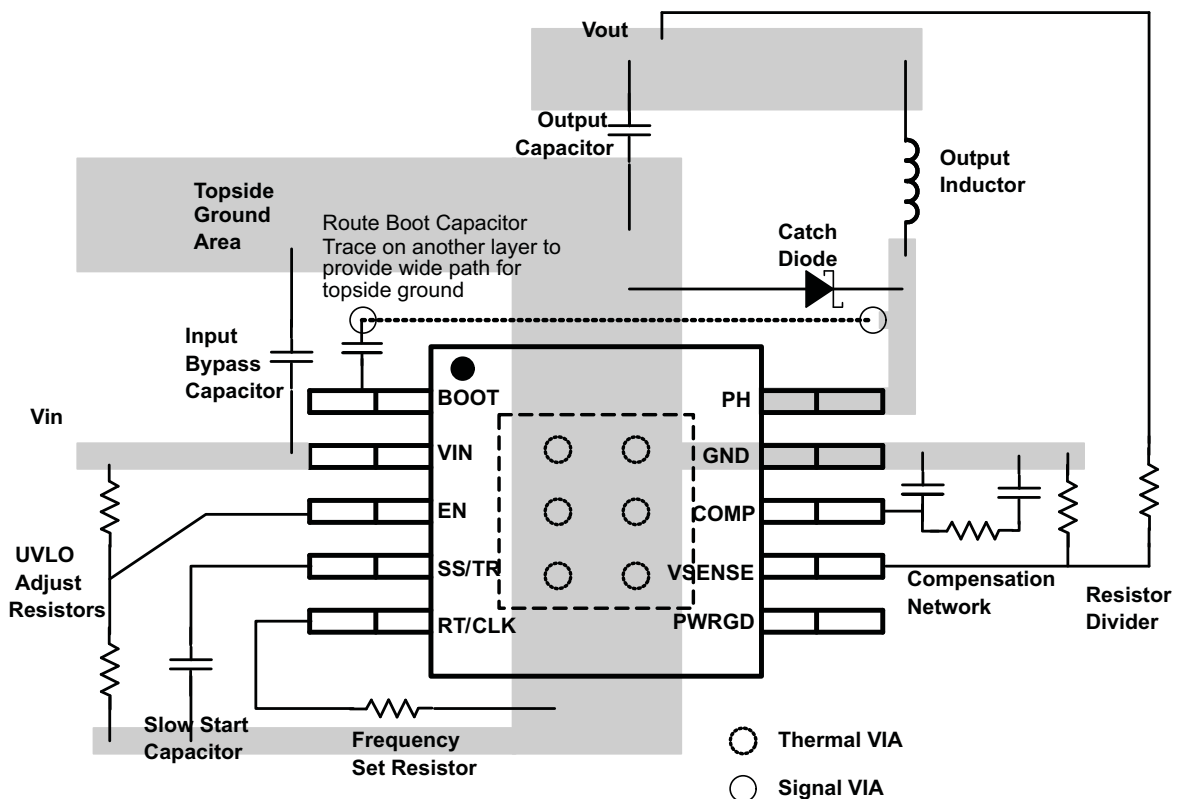 Vout
Output
Capacitor
Output
Inductor
Topside
Ground
Area
Route Boot Capacitor
Trace on another layer to
provide wide path for
topside ground
Catch
Diode
Input
Bypass
Capacitor
Vin
BOOT
VIN
EN
SS/TR
RT/CLK
PH
GND
COMP
VSENSE
PWRGD
UVLO
Adjust
Resistors
Compensation
Network
Resistor
Divider
Slow Start
Capacitor
Frequency
Set Resistor
Thermal VIA
Signal VIA